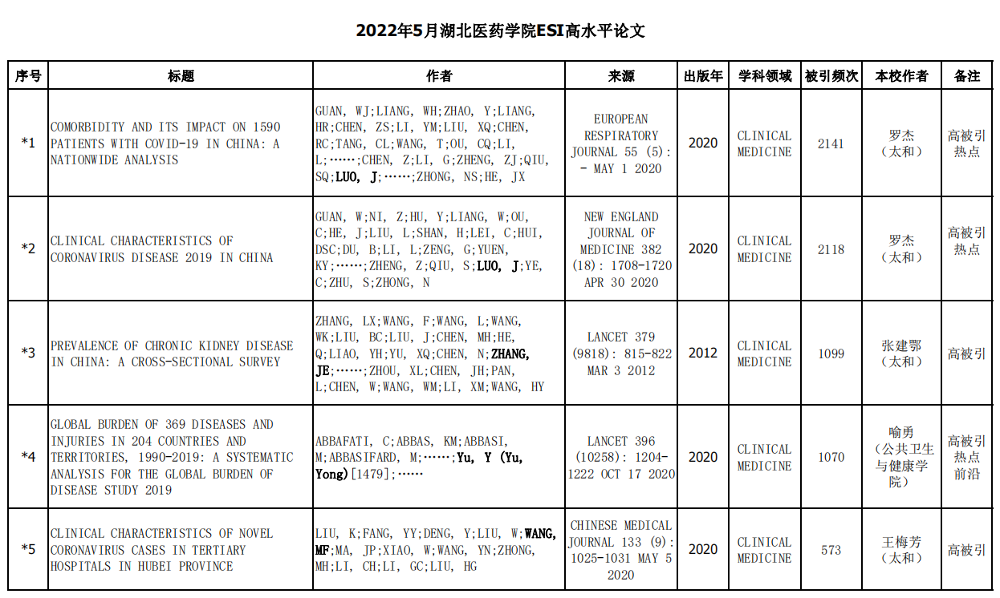 2022年5月湖北医药学院ESI高水平论文
序号 标题 作者 来源 出版年 学科领域 被引频次 本校作者 备注
*1
COMORBIDITY AND ITS IMPACT ON 1590
PATIENTS WITH COVID-19 IN CHINA: A
NATIONWIDE ANALYSIS
GUAN, WJ;LIANG, WH;ZHAO, Y;LIANG,
HR;CHEN, ZS;LI, YM;LIU, XQ;CHEN,
RC;TANG, CL;WANG, T;OU, CQ;LI,
L;······;CHEN, Z;LI, G;ZHENG, ZJ;QIU,
SQ;LUO, J;······;ZHONG, NS;HE, JX
EUROPEAN
RESPIRATORY
JOURNAL 55 (5):
- MAY 1 2020
2020
CLINICAL
MEDICINE
2141
罗杰
（太和）
高被引
热点
*2
CLINICAL CHARACTERISTICS OF
CORONAVIRUS DISEASE 2019 IN CHINA
GUAN, W;NI, Z;HU, Y;LIANG, W;OU,
C;HE, J;LIU, L;SHAN, H;LEI, C;HUI,
DSC;DU, B;LI, L;ZENG, G;YUEN,
KY;······;ZHENG, Z;QIU, S;LUO, J;YE,
C;ZHU, S;ZHONG, N
NEW ENGLAND
JOURNAL OF
MEDICINE 382
(18): 1708-1720
APR 30 2020
2020
CLINICAL
MEDICINE
2118
罗杰
（太和）
高被引
热点
*3
PREVALENCE OF CHRONIC KIDNEY DISEASE
IN CHINA: A CROSS-SECTIONAL SURVEY
ZHANG, LX;WANG, F;WANG, L;WANG,
WK;LIU, BC;LIU, J;CHEN, MH;HE,
Q;LIAO, YH;YU, XQ;CHEN, N;ZHANG,
JE;······;ZHOU, XL;CHEN, JH;PAN,
L;CHEN, W;WANG, WM;LI, XM;WANG, HY
LANCET 379
(9818): 815-822
MAR 3 2012
2012
CLINICAL
MEDICINE
1099
张建鄂
（太和）
高被引
*4
GLOBAL BURDEN OF 369 DISEASES AND
INJURIES IN 204 COUNTRIES AND
TERRITORIES, 1990-2019: A SYSTEMATIC
ANALYSIS FOR THE GLOBAL BURDEN OF
DISEASE STUDY 2019
ABBAFATI, C;ABBAS, KM;ABBASI,
M;ABBASIFARD, M;······;Yu, Y (Yu,
Yong)[1479];······
LANCET 396
(10258): 1204-
1222 OCT 17 2020
2020
CLINICAL
MEDICINE
1070
喻勇
（公共卫生
与健康学
院）
高被引
热点
前沿
*5
CLINICAL CHARACTERISTICS OF NOVEL
CORONAVIRUS CASES IN TERTIARY
HOSPITALS IN HUBEI PROVINCE
LIU, K;FANG, YY;DENG, Y;LIU, W;WANG,
MF;MA, JP;XIAO, W;WANG, YN;ZHONG,
MH;LI, CH;LI, GC;LIU, HG
CHINESE MEDICAL
JOURNAL 133 (9):
1025-1031 MAY 5
2020
2020
CLINICAL
MEDICINE
573
王梅芳
（太和）
高被引